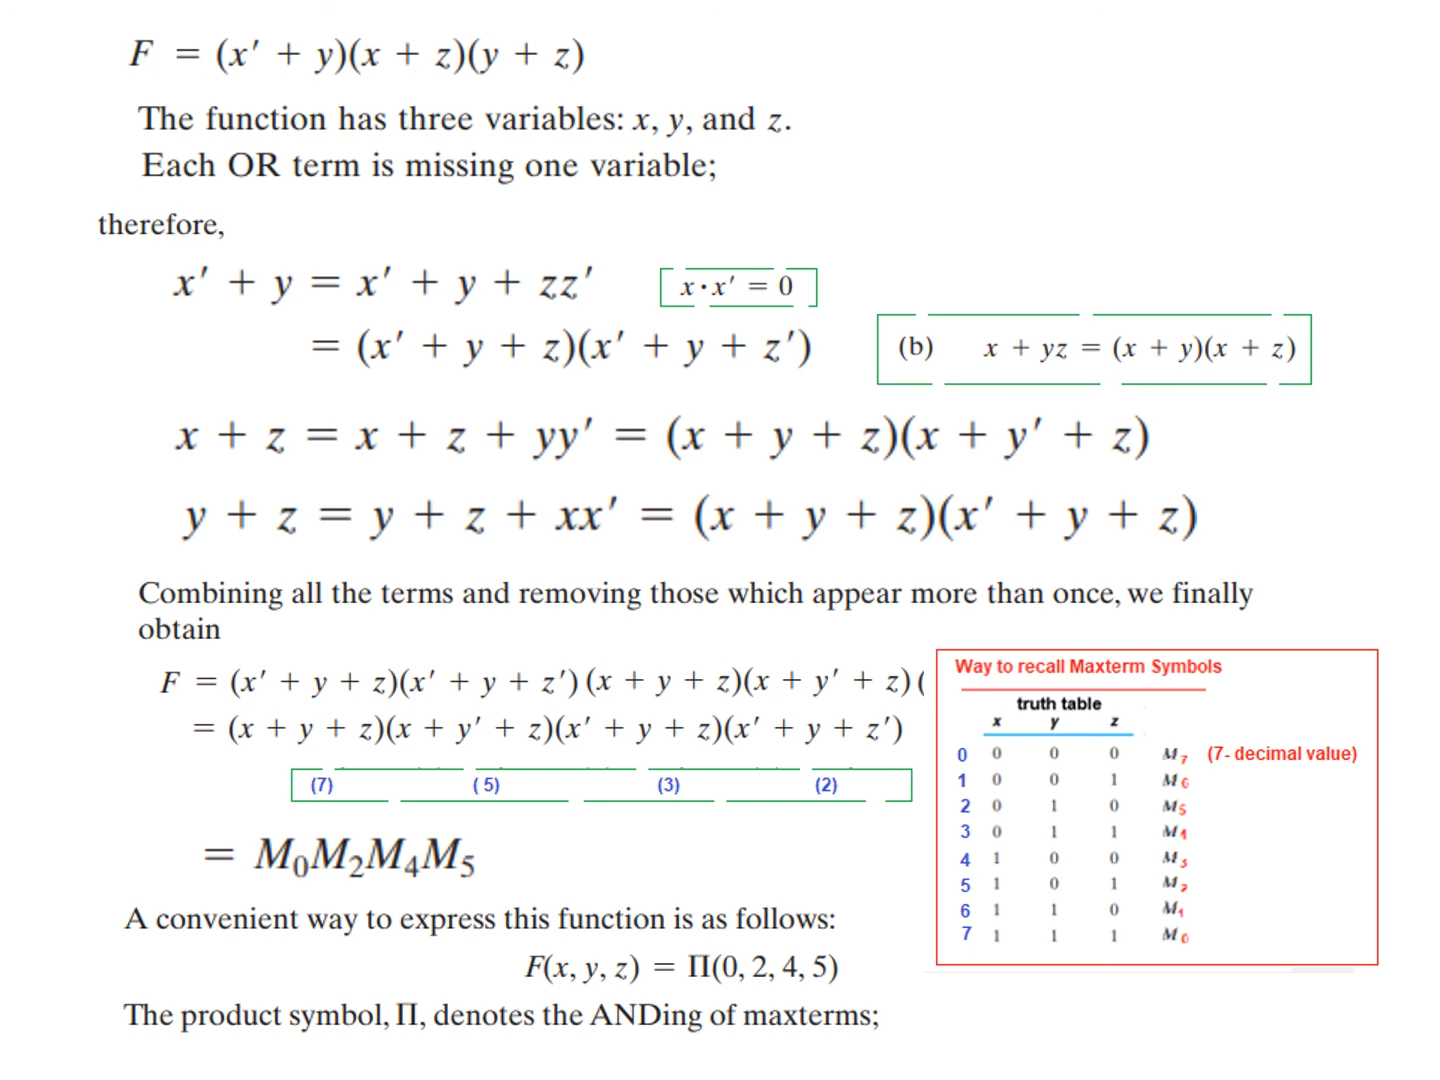 F = (x′ + y)(x + z)(y + z)
The function has three variables: x, y, and z.
Each OR term is missing one variable;
therefore,
x′ + y = x′ + y + zz′
x·x′ = 0
= (x′ + y + z)(x′ + y + z′)
(b) x + yz = (x + y)(x + z)
x + z = x + z + yy′ = (x + y + z)(x + y′ + z)
y + z = y + z + xx′ = (x + y + z)(x′ + y + z)
Combining all the terms and removing those which appear more than once, we finally
obtain
F = (x′ + y + z)(x′ + y + z′)(x + y + z)(x + y′ + z)(
= (x + y + z)(x + y′ + z)(x′ + y + z)(x′ + y + z′)
(7) ( 5) (3) (2)
= M₀M₂M₄M₅
A convenient way to express this function is as follows:
F(x, y, z) = Π(0, 2, 4, 5)
The product symbol, Π, denotes the ANDing of maxterms;
Way to recall Maxterm Symbols
truth table
x y z
0 0 0 0 M₇ (7- decimal value)
1 0 0 1 M₆
2 0 1 0 M₅
3 0 1 1 M
4 1 0 0 M
5 1 0 1 M₂
6 1 1 0 M₁
7 1 1 1 M₀